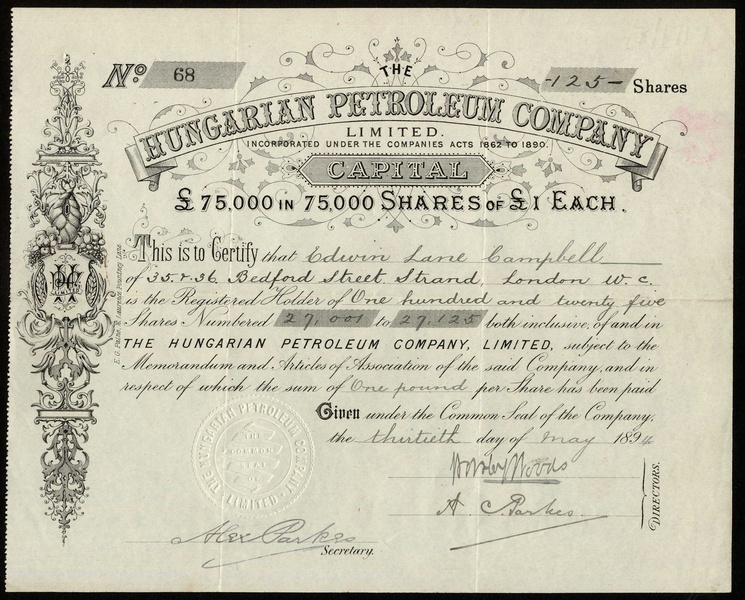 No 68
-125- Shares
THE
HUNGARIAN PETROLEUM COMPANY
LIMITED.
INCORPORATED UNDER THE COMPANIES ACTS 1862 TO 1890.
CAPITAL
£75.000 IN 75,000 SHARES OF £1 EACH.
This is to Certify that Edwin Lane Campbell
of 35 & 36 Bedford Street Strand, London W.C.
is the Registered Holder of One hundred and twenty five
Shares Numbered 27,001 to 27,125 both inclusive, of and in
THE HUNGARIAN PETROLEUM COMPANY, LIMITED, subject to the
Memorandum and Articles of Association of the said Company, and in
respect of which the sum of One pound per Share has been paid
Given under the Common Seal of the Company,
the thirtieth day of May 1894
Woods
A C Parkes
DIRECTORS.
Alex Parkes
Secretary.
THE HUNGARIAN PETROLEUM COMPANY
THE
COMMON
SEAL
OF
LIMITED